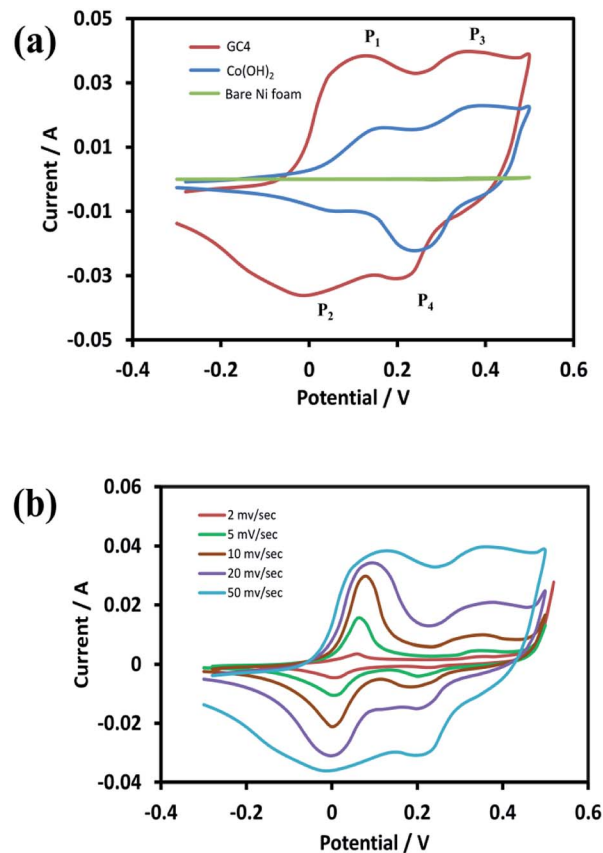 (a)
0.05
0.03
0.01
-0.01
-0.03
-0.05
Current / A
GC4
Co(OH)2
Bare Ni foam
P1
P3
P2
P4
-0.4
-0.2
0
0.2
0.4
0.6
Potential / V
(b)
0.06
0.04
0.02
0
-0.02
-0.04
Current / A
2 mv/sec
5 mV/sec
10 mv/sec
20 mv/sec
50 mv/sec
-0.4
-0.2
0
0.2
0.4
0.6
Potential / V